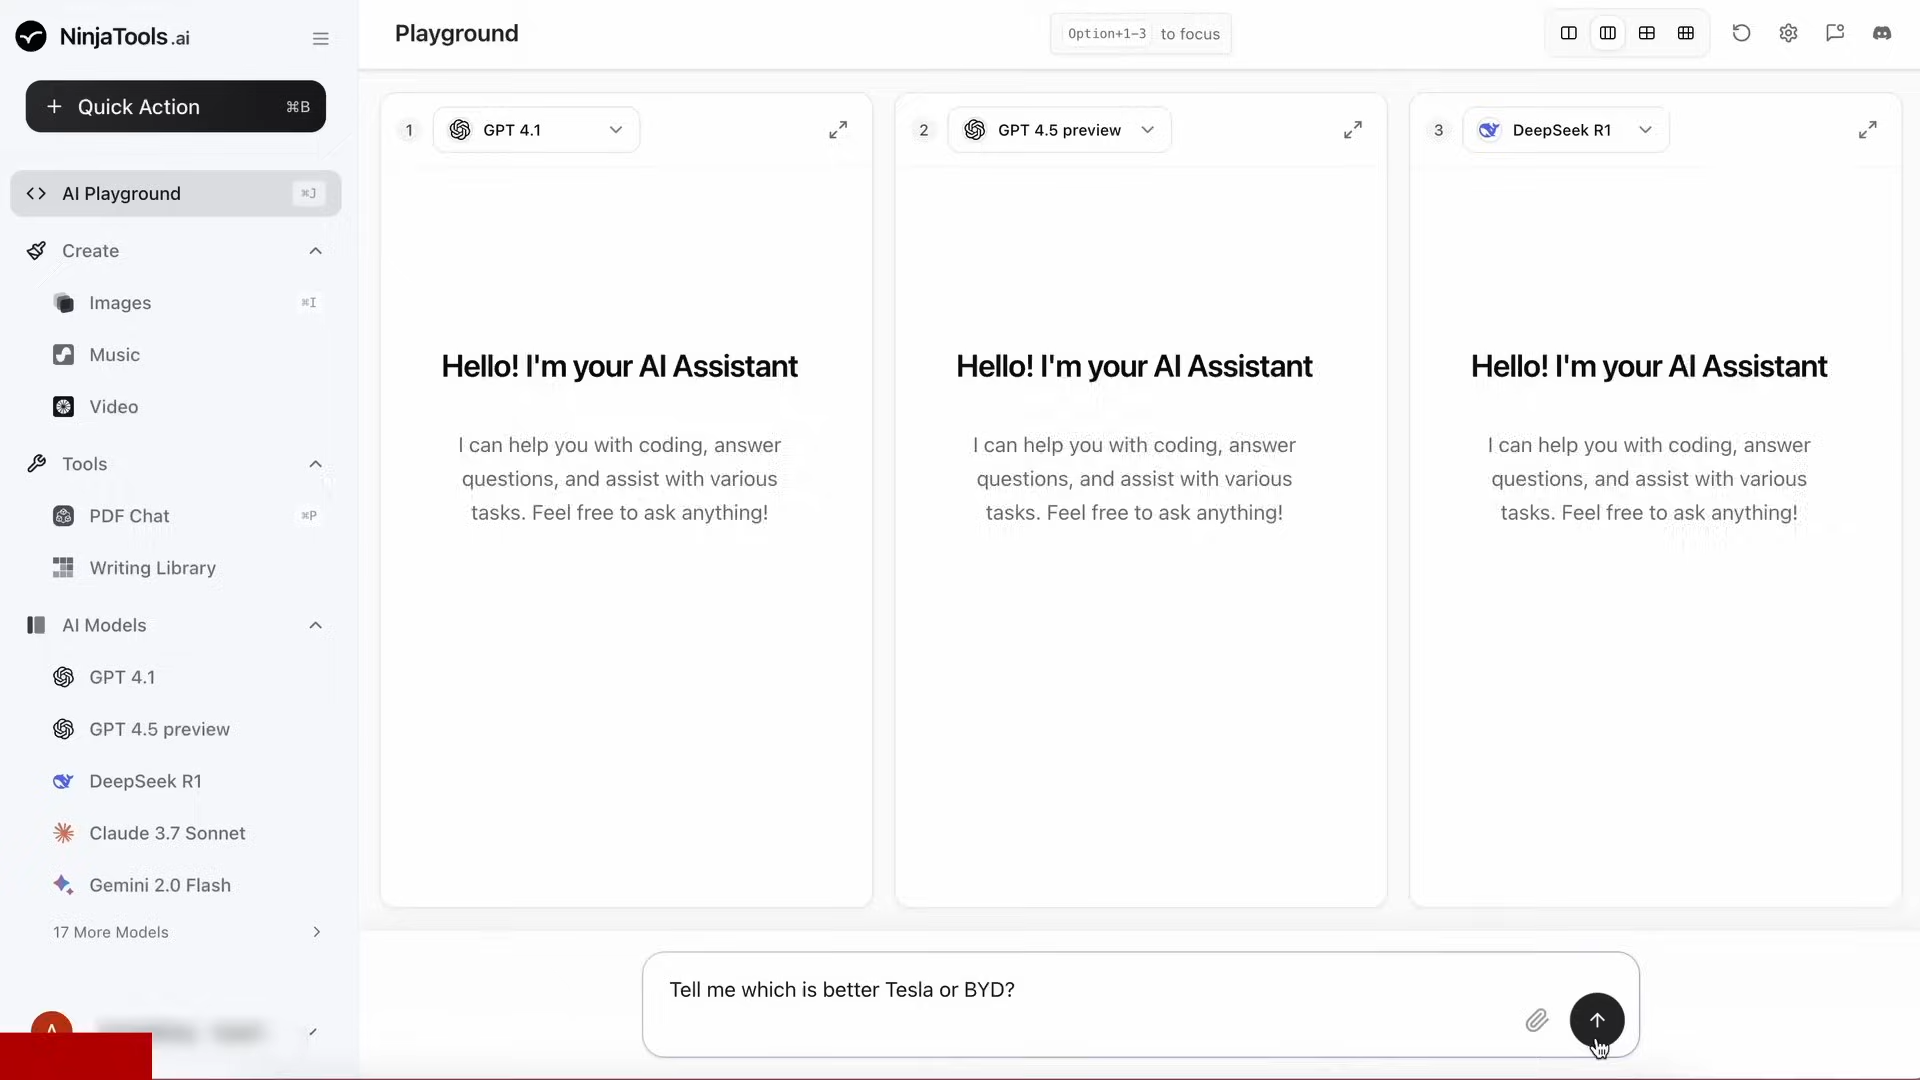 NinjaTools.ai
Quick Action ⌘B
AI Playground ⌘J
Create
Images ⌘I
Music
Video
Tools
PDF Chat ⌘P
Writing Library
AI Models
GPT 4.1
GPT 4.5 preview
DeepSeek R1
Claude 3.7 Sonnet
Gemini 2.0 Flash
17 More Models
Playground
Option+1–3 to focus
1 GPT 4.1
Hello! I'm your AI Assistant
I can help you with coding, answer
questions, and assist with various
tasks. Feel free to ask anything!
2 GPT 4.5 preview
Hello! I'm your AI Assistant
I can help you with coding, answer
questions, and assist with various
tasks. Feel free to ask anything!
3 DeepSeek R1
Hello! I'm your AI Assistant
I can help you with coding, answer
questions, and assist with various
tasks. Feel free to ask anything!
Tell me which is better Tesla or BYD?